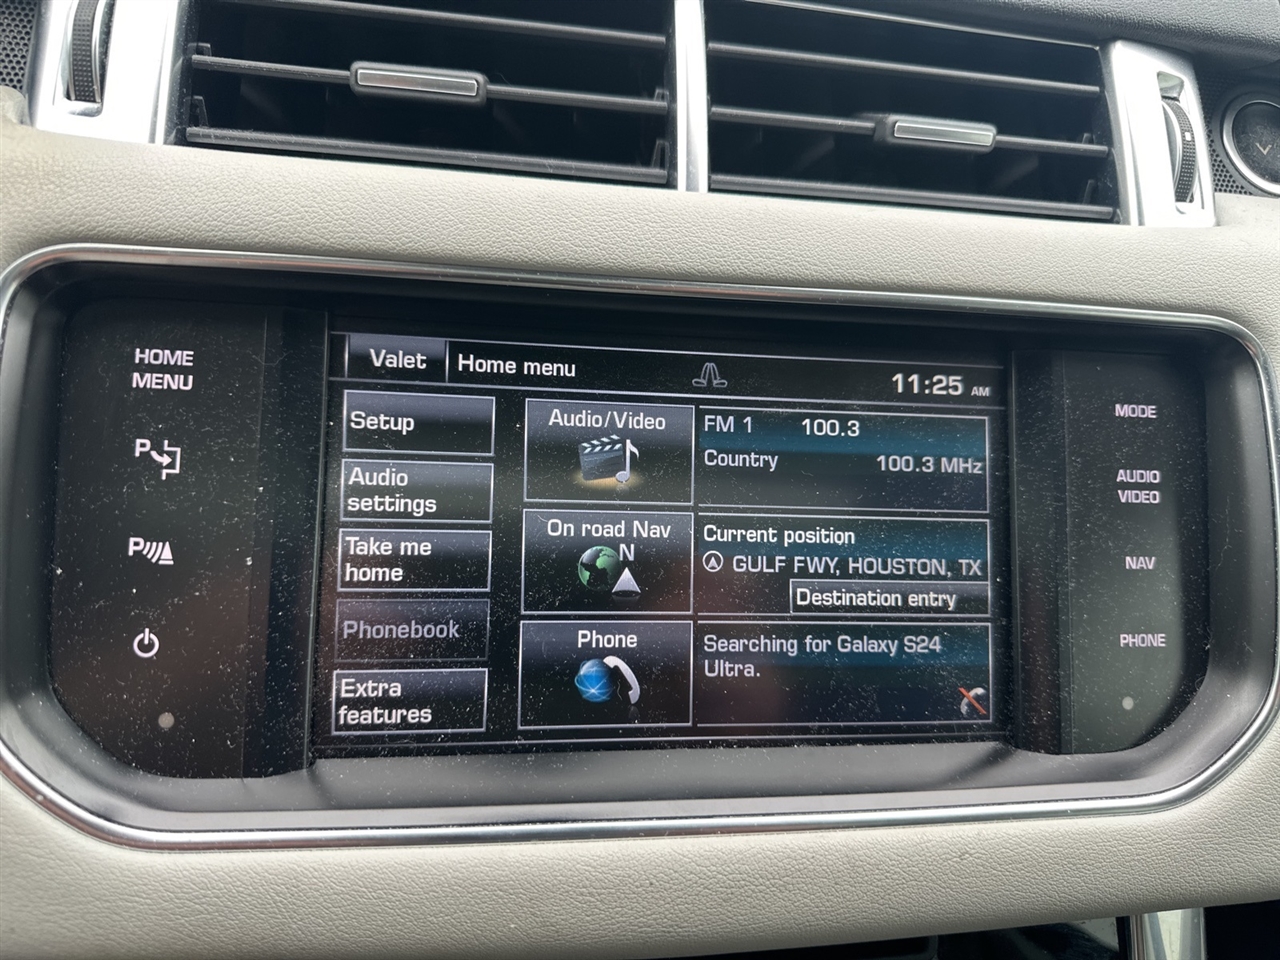 HOME
MENU
P
P
Valet
Home menu
11:25 AM
Setup
Audio
settings
Take me
home
Phonebook
Extra
features
Audio/Video
On road Nav
N
Phone
FM 1 100.3
Country 100.3 MHz
Current position
GULF FWY, HOUSTON, TX
Destination entry
Searching for Galaxy S24
Ultra.
MODE
AUDIO
VIDEO
NAV
PHONE